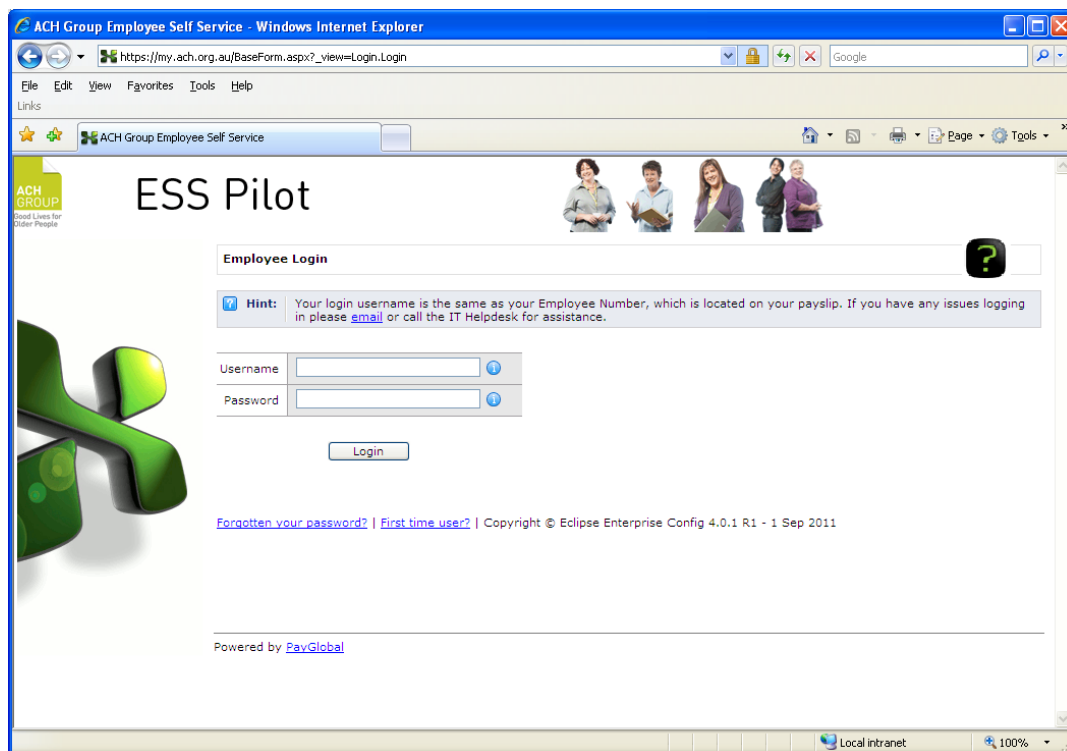 ACH Group Employee Self Service - Windows Internet Explorer
https://my.ach.org.au/BaseForm.aspx?_view=Login.Login
Google
File Edit View Favorites Tools Help
Links
ACH Group Employee Self Service
Page Tools
ACH
GROUP
Good Lives for
Older People
ESS Pilot
Employee Login
?
? Hint: Your login username is the same as your Employee Number, which is located on your payslip. If you have any issues logging
in please email or call the IT Helpdesk for assistance.
Username
Password
Login
Forgotten your password? | First time user? | Copyright © Eclipse Enterprise Config 4.0.1 R1 - 1 Sep 2011
Powered by PayGlobal
Local intranet 100%